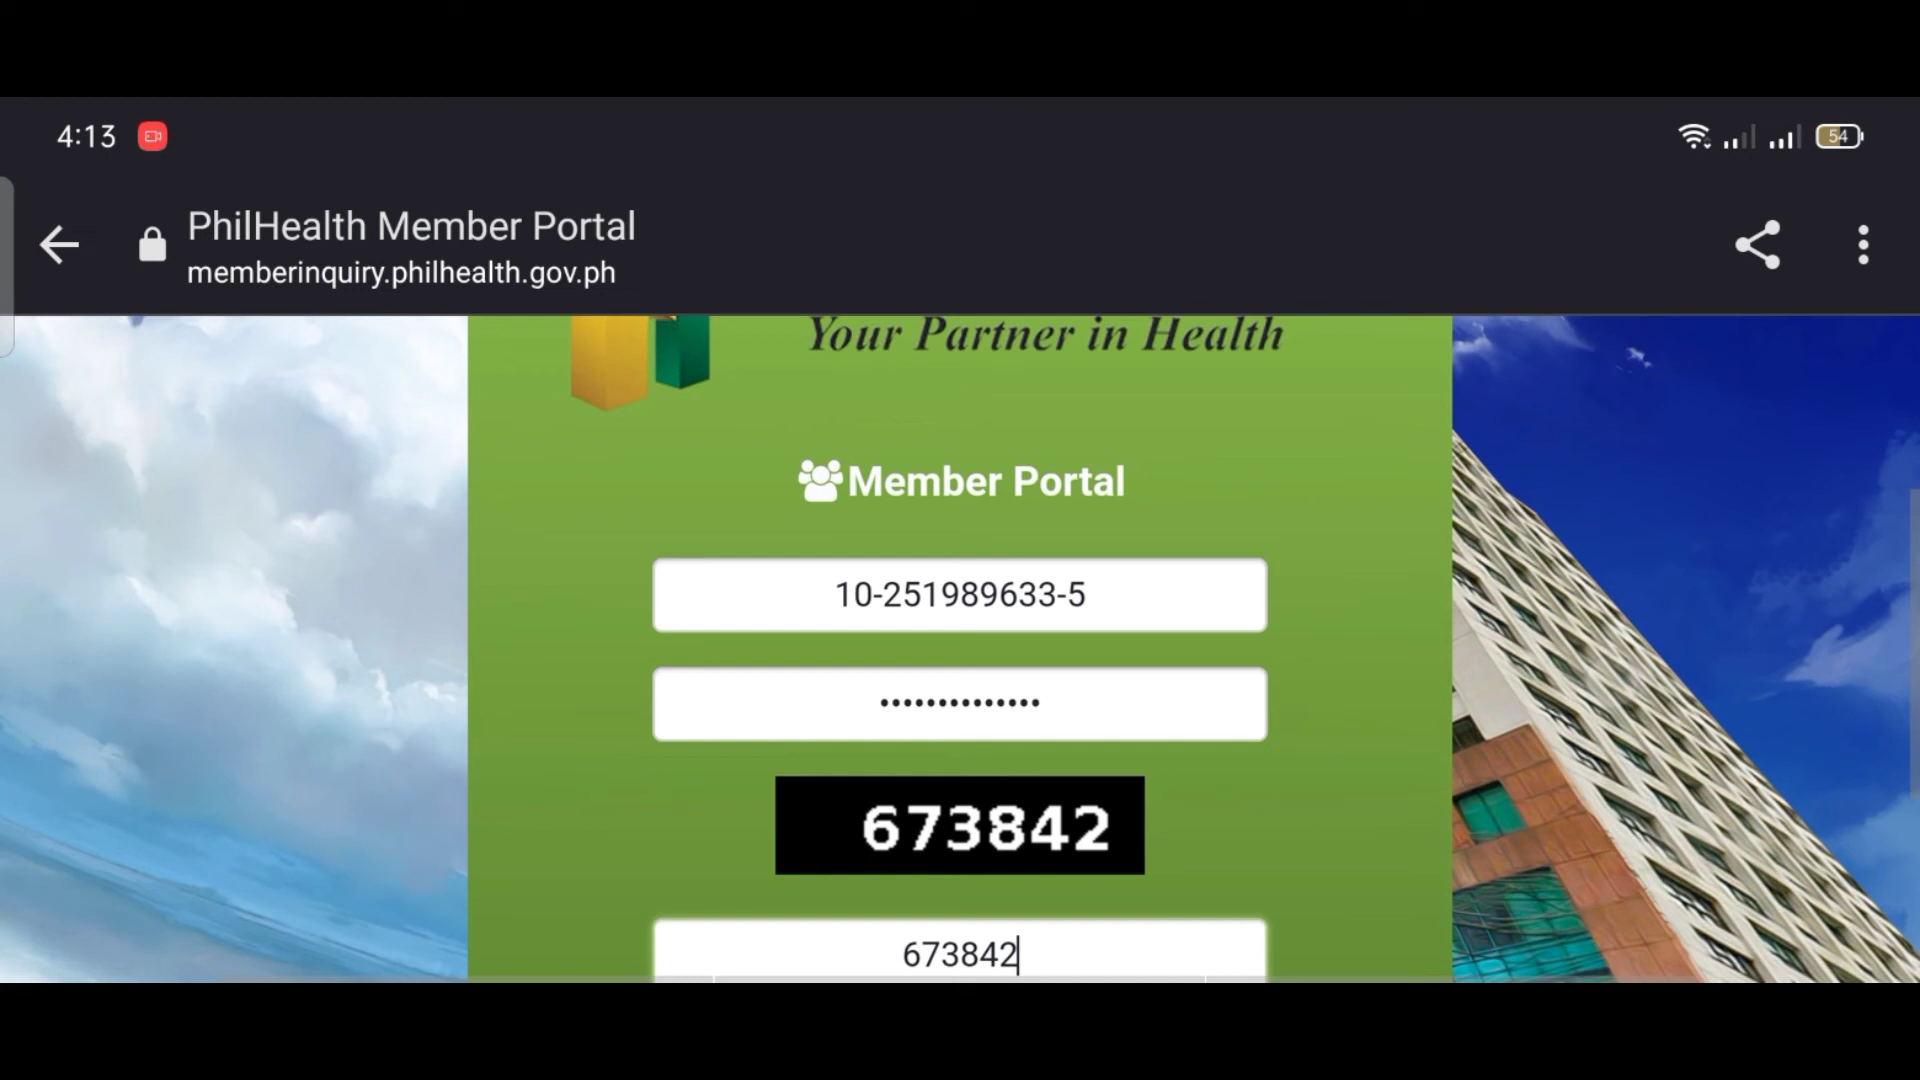 4:13
54
PhilHealth Member Portal
memberinquiry.philhealth.gov.ph
Your Partner in Health
Member Portal
10-251989633-5
••••••••••••••
673842
673842